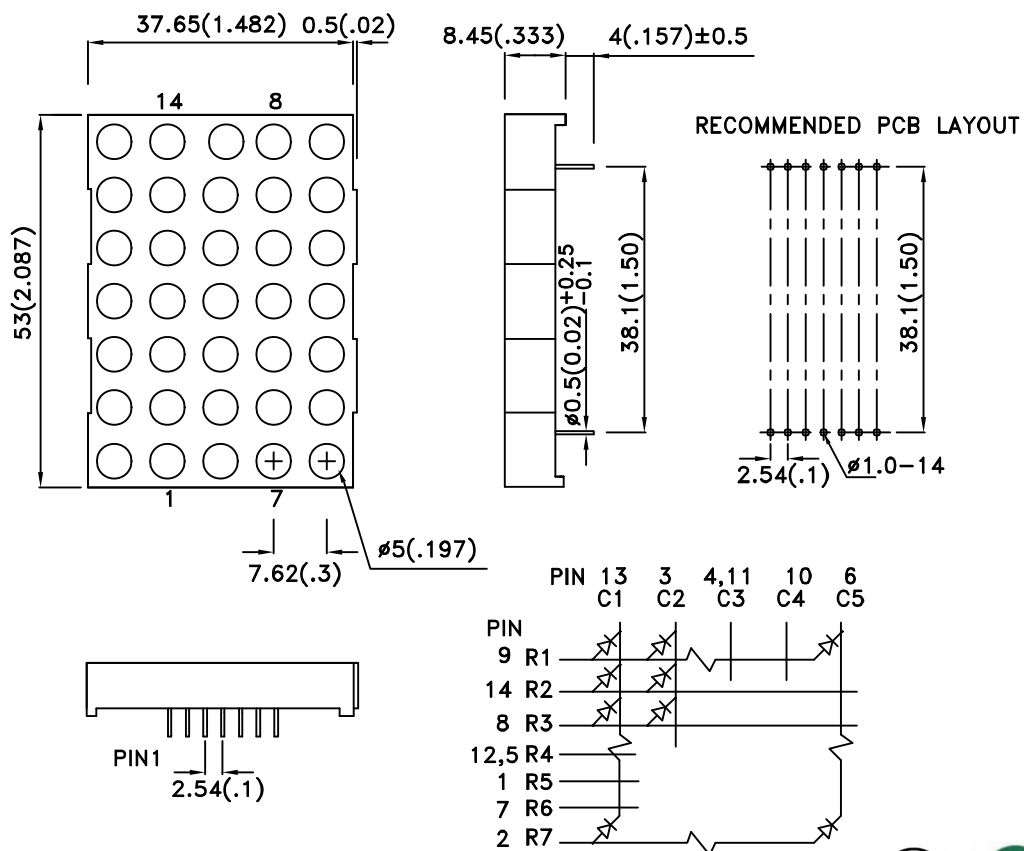 37.65(1.482) 0.5(.02)
8.45(.333) 4(.157)±0.5
14 8
RECOMMENDED PCB LAYOUT
53(2.087)
ø0.5(0.02)+0.25
-0.1
38.1(1.50)
38.1(1.50)
2.54(.1) ø1.0-14
1 7
ø5(.197)
7.62(.3)
PIN 13 3 4,11 10 6
C1 C2 C3 C4 C5
PIN
9 R1
14 R2
8 R3
12,5 R4
1 R5
7 R6
2 R7
PIN1
2.54(.1)